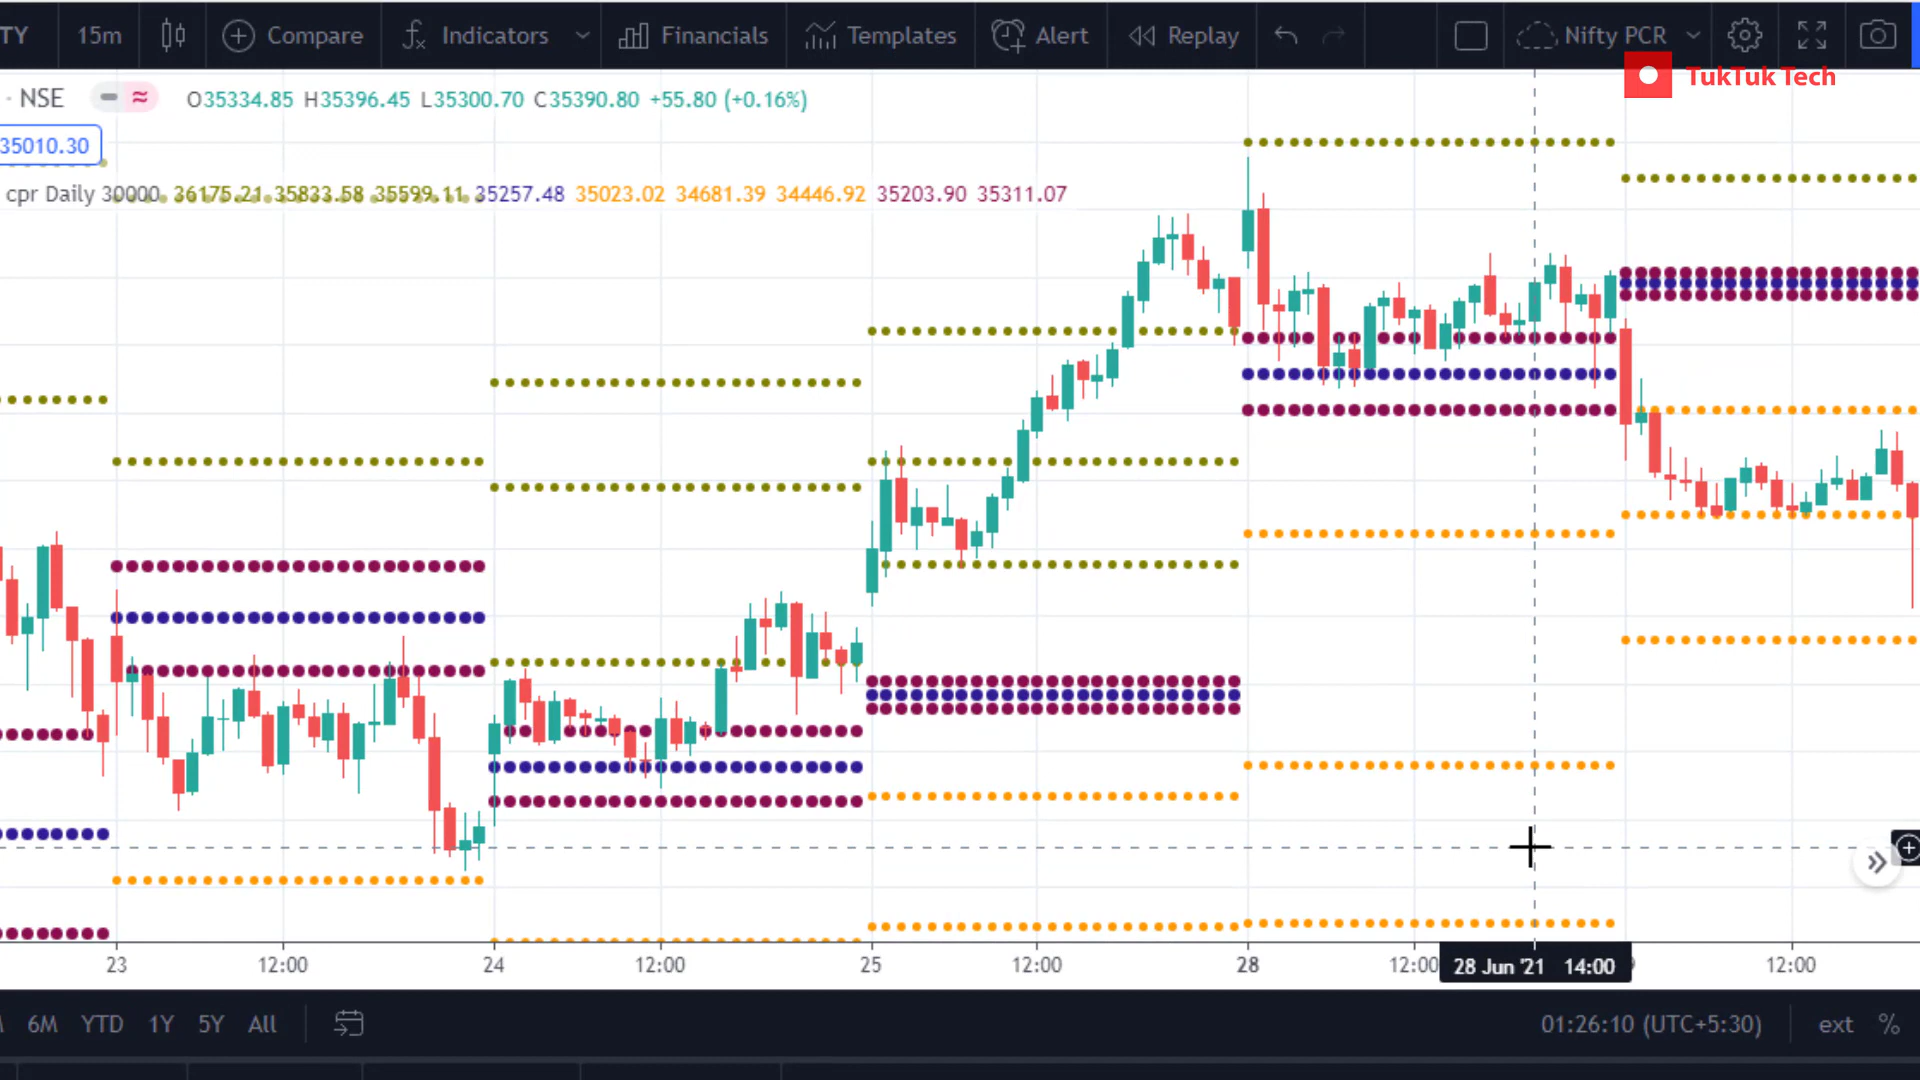 TY 15m Compare Indicators Financials Templates Alert Replay Nifty PCR
TukTuk Tech
· NSE O35334.85 H35396.45 L35300.70 C35390.80 +55.80 (+0.16%)
35010.30
cpr Daily 30000 36175.21 35833.58 35599.11 35257.48 35023.02 34681.39 34446.92 35203.90 35311.07
23 12:00 24 12:00 25 12:00 28 12:00 28 Jun '21 14:00 12:00
6M YTD 1Y 5Y All 01:26:10 (UTC+5:30) ext %